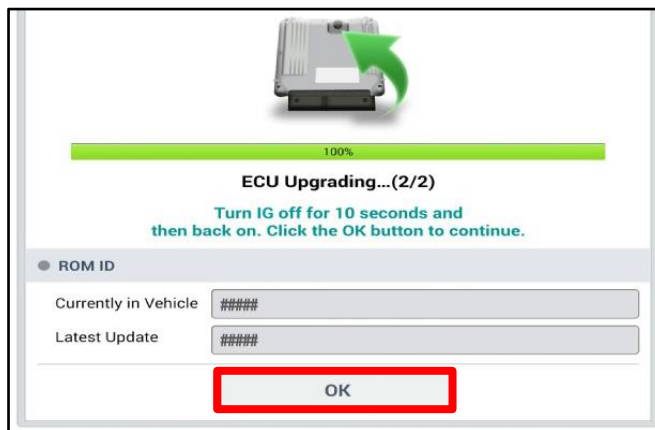 100%
ECU Upgrading...(2/2)
Turn IG off for 10 seconds and
then back on. Click the OK button to continue.
ROM ID
Currently in Vehicle #####
Latest Update #####
OK